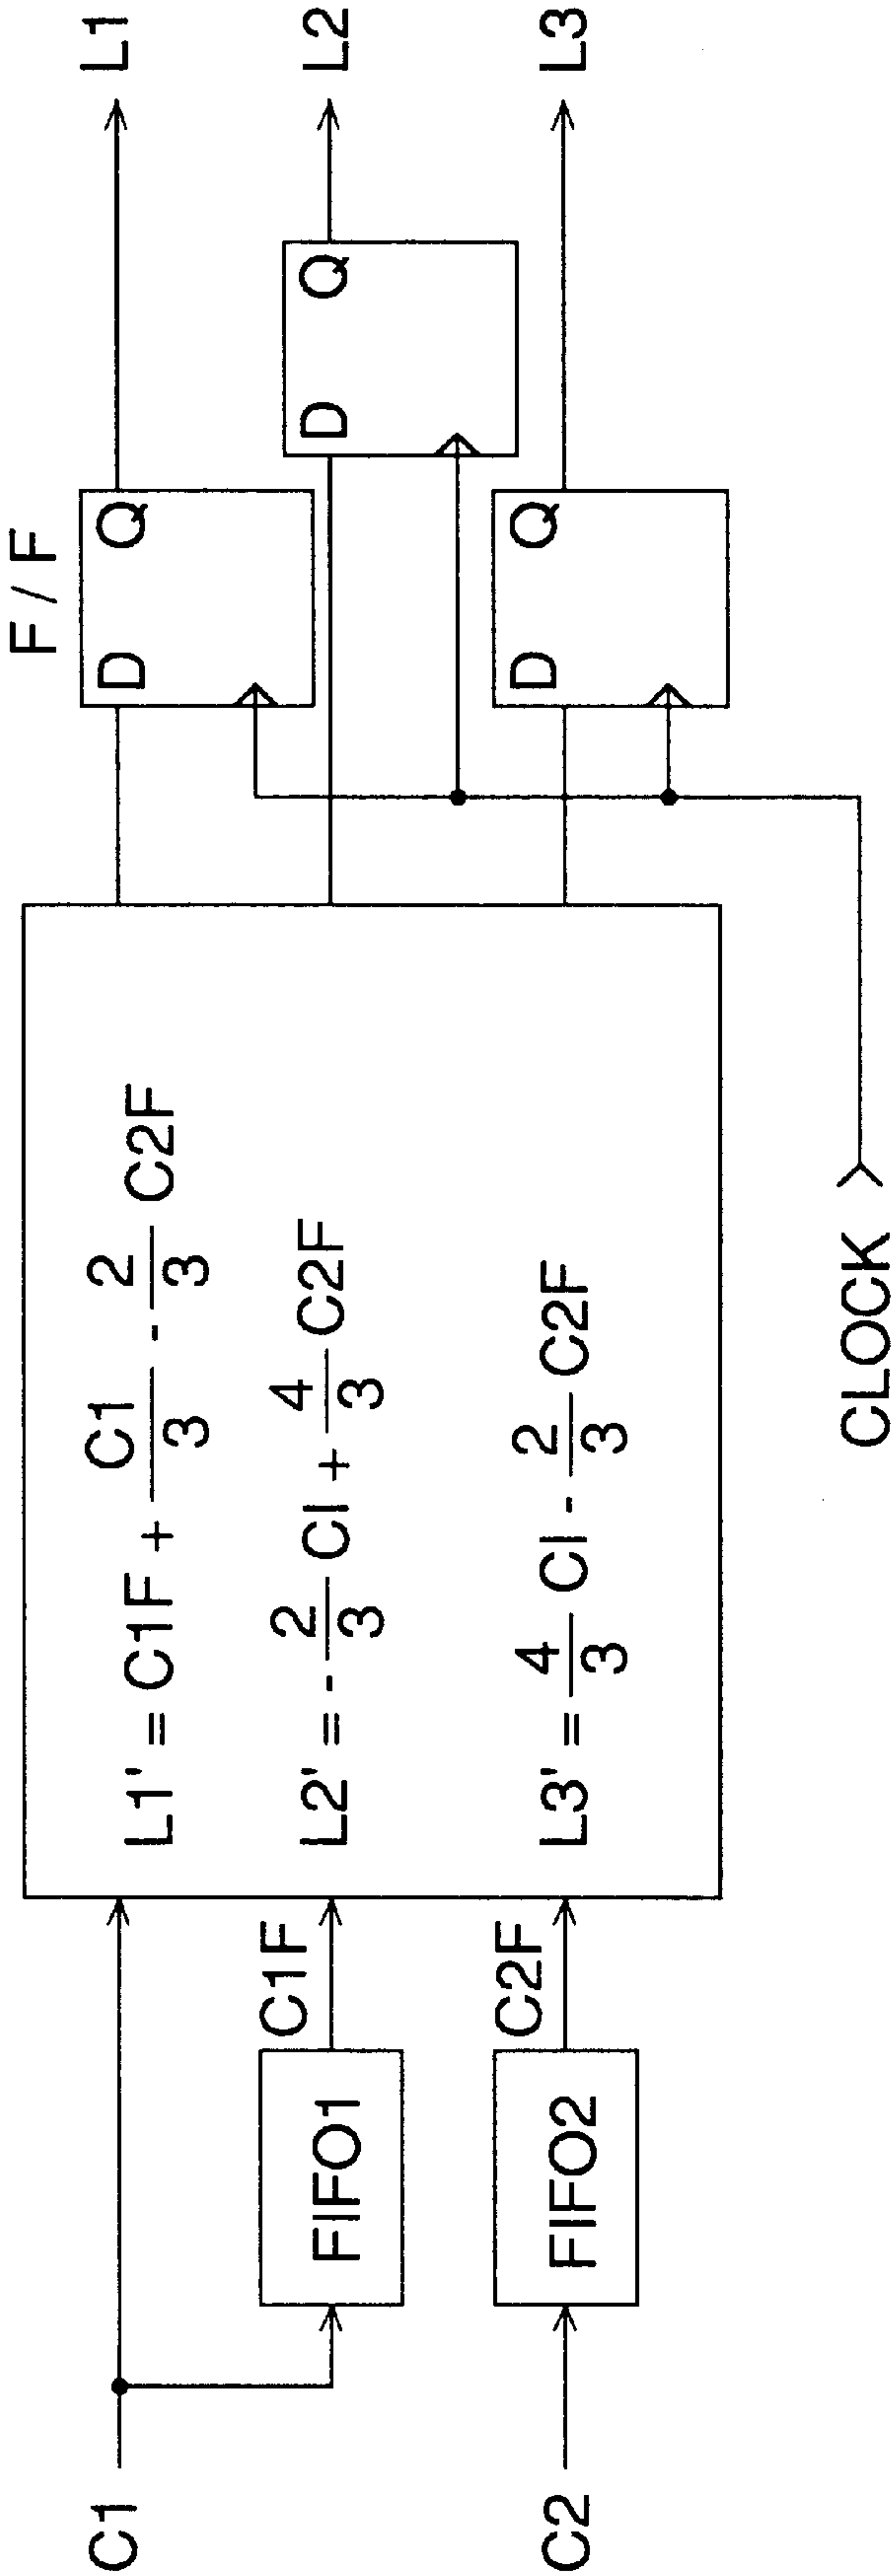 C1
C2
FIFO1
FIFO2
C1F
C2F
L1' = C1F + C1/3 - 2/3 C2F
L2' = - 2/3 CI + 4/3 C2F
L3' = 4/3 CI - 2/3 C2F
CLOCK
F / F
D Q
D Q
D Q
L1
L2
L3